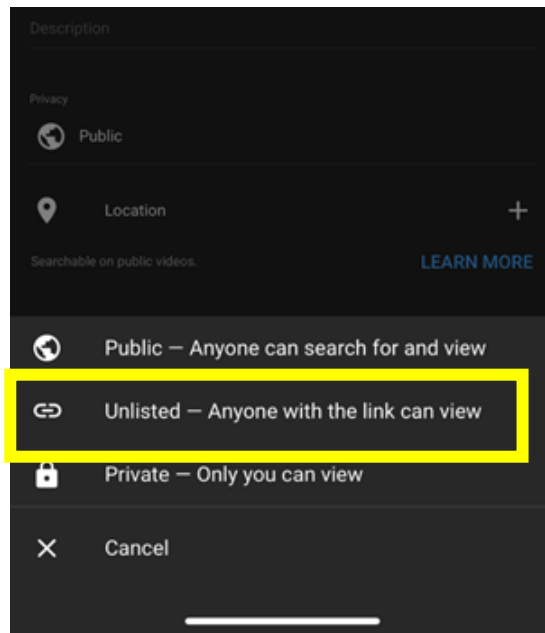 Description
Privacy
Public
Location
Searchable on public videos.
LEARN MORE
Public — Anyone can search for and view
Unlisted — Anyone with the link can view
Private — Only you can view
Cancel